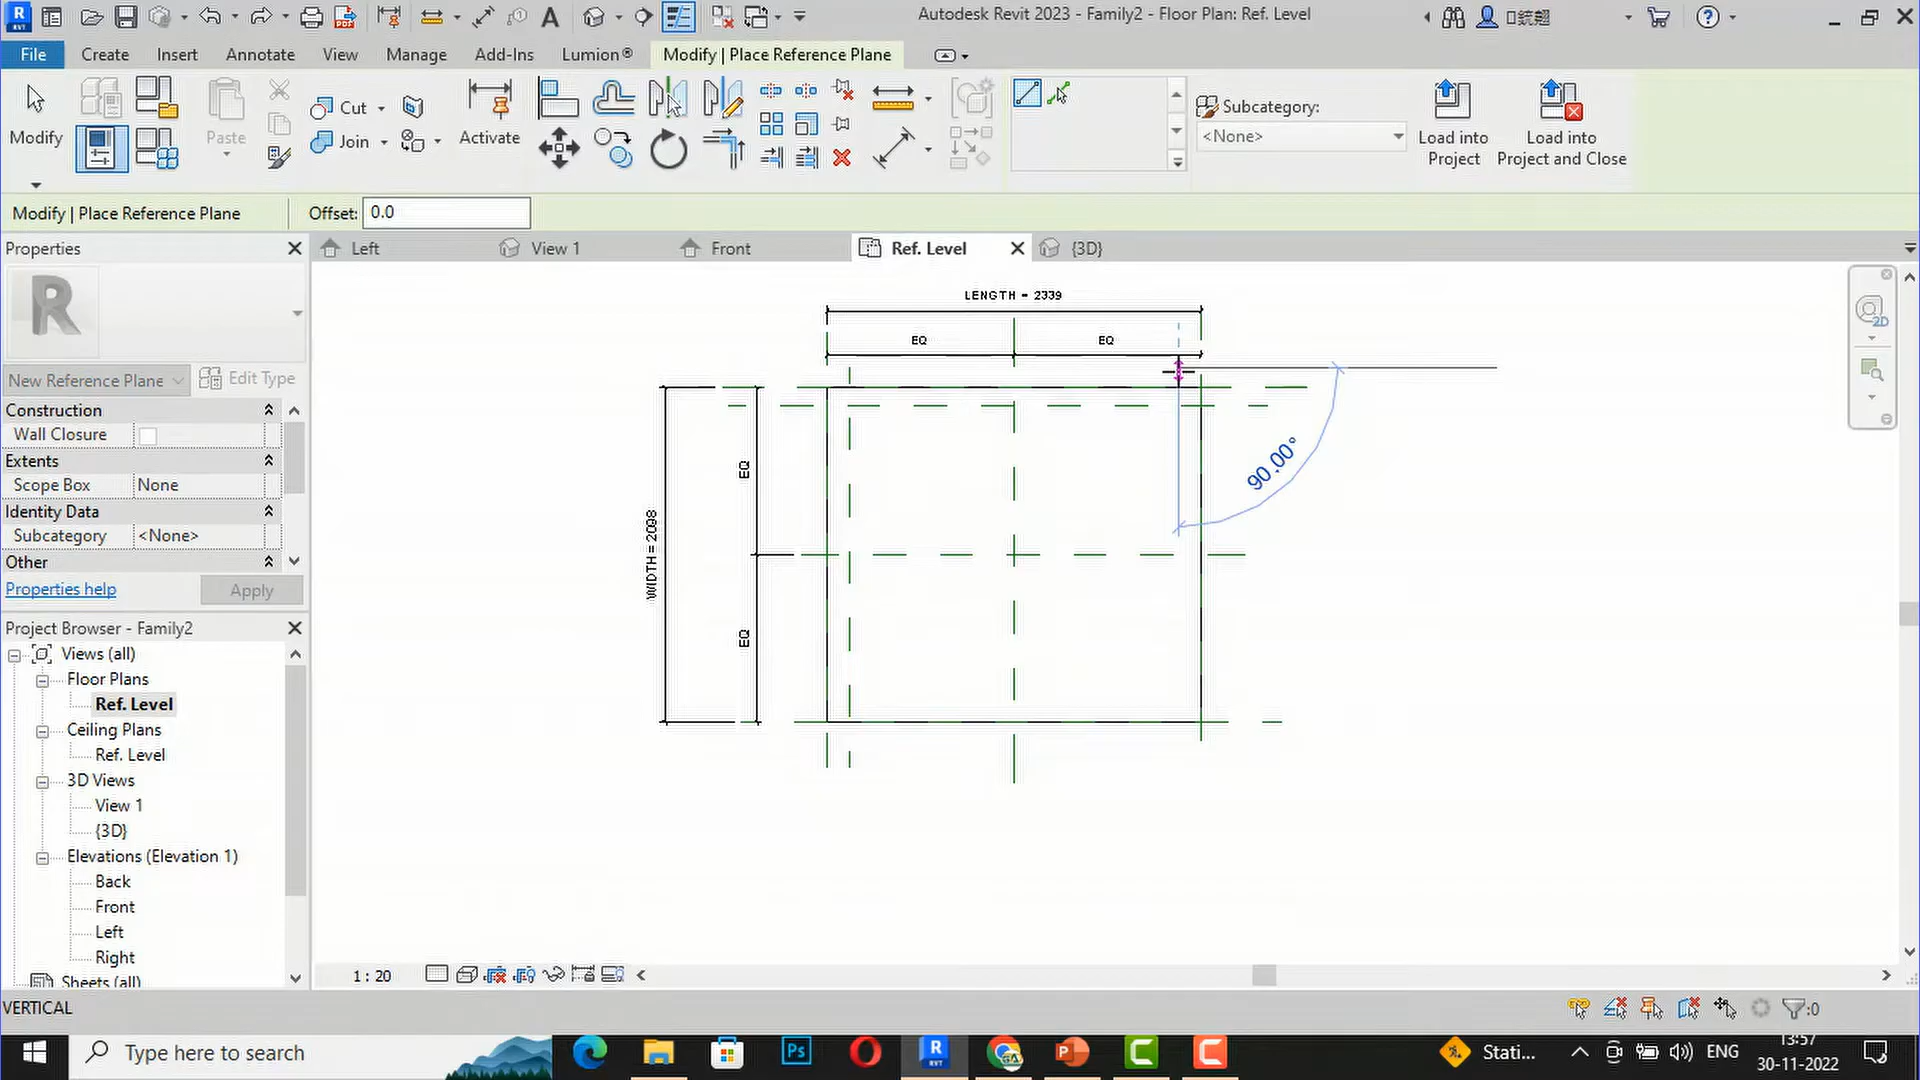 Autodesk Revit 2023 - Family2 - Floor Plan: Ref. Level
File
Create
Insert
Annotate
View
Manage
Add-Ins
Lumion®
Modify | Place Reference Plane
Modify
Paste
Cut
Join
Activate
Subcategory:
<None>
Load into
Project
Load into
Project and Close
Modify | Place Reference Plane
Offset: 0.0
Properties
Left
View 1
Front
Ref. Level
{3D}
R
New Reference Plane
Edit Type
Construction
Wall Closure
Extents
Scope Box None
Identity Data
Subcategory <None>
Other
Properties help
Apply
Project Browser - Family2
Views (all)
Floor Plans
Ref. Level
Ceiling Plans
Ref. Level
3D Views
View 1
{3D}
Elevations (Elevation 1)
Back
Front
Left
Right
Sheets (all)
LENGTH = 2339
EQ
EQ
WIDTH = 2098
EQ
EQ
90.00°
2D
1 : 20
VERTICAL
:0
Type here to search
Ps
R
RVT
Stati...
ENG
13:57
30-11-2022